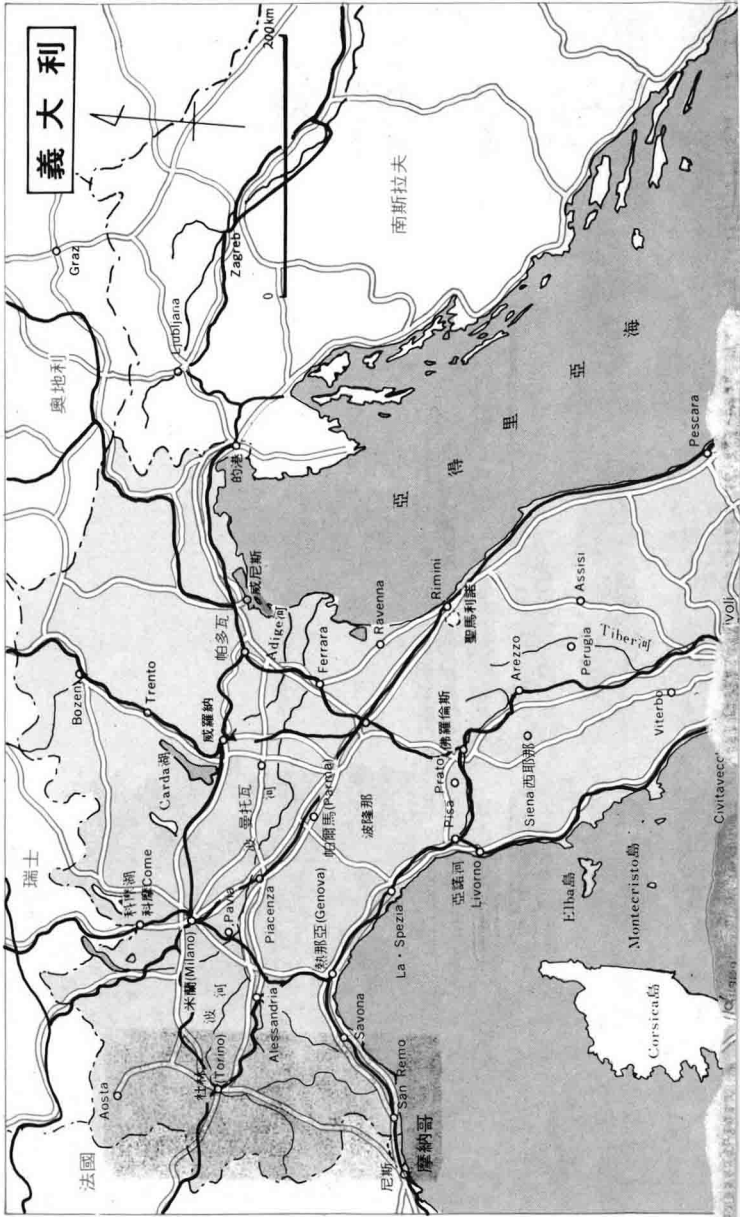 義大利
200km
0
Graz
奧地利
Ljubljana
Zagreb
南斯拉夫
的港
亞得里亞海
瑞士
Bozen
Trento
Carda湖
威羅納
帕多瓦
威尼斯
Adige河
科摩湖
科摩Come
米蘭(Milano)
Pavia
波河
曼托瓦
波河
Piacenza
帕爾馬(Parma)
Ferrara
Ravenna
波隆那
Rimini
聖馬利諾
法國
Aosta
杜林
(Torino)
Alessandria
熱那亞(Genova)
Savona
San Remo
尼斯
摩納哥
La・Spezia
Pisa
Prato
佛羅倫斯
亞諾河
Livorno
Arezzo
Siena西耶那
Perugia
Assisi
Tiber河
Viterbo
Pescara
Civitavecc
Tivoli
Elba島
Montecristo島
Corsica島